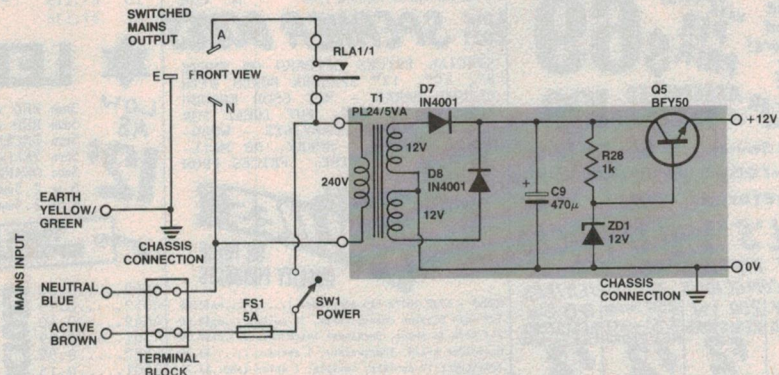 SWITCHED
MAINS
OUTPUT
A
RLA1/1
E
FRONT VIEW
N
T1
PL24/5VA
D7
IN4001
Q5
BFY50
+12V
12V
R28
1k
240V
D8
IN4001
+
C9
470μ
12V
ZD1
12V
EARTH
YELLOW/
GREEN
CHASSIS
CONNECTION
0V
CHASSIS
CONNECTION
MAINS INPUT
NEUTRAL
BLUE
SW1
POWER
FS1
5A
ACTIVE
BROWN
TERMINAL
BLOCK